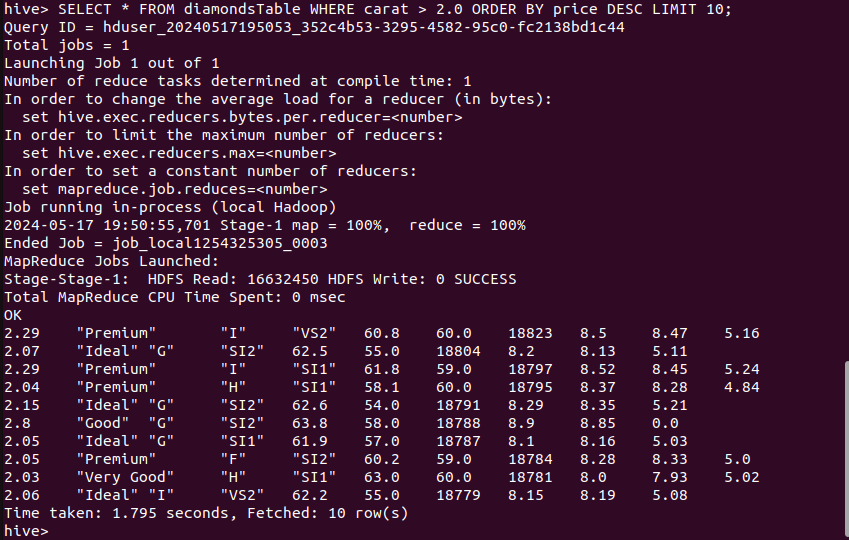 hive> SELECT * FROM diamondsTable WHERE carat > 2.0 ORDER BY price DESC LIMIT 10;
Query ID = hduser_20240517195053_352c4b53-3295-4582-95c0-fc2138bd1c44
Total jobs = 1
Launching Job 1 out of 1
Number of reduce tasks determined at compile time: 1
In order to change the average load for a reducer (in bytes):
  set hive.exec.reducers.bytes.per.reducer=<number>
In order to limit the maximum number of reducers:
  set hive.exec.reducers.max=<number>
In order to set a constant number of reducers:
  set mapreduce.job.reduces=<number>
Job running in-process (local Hadoop)
2024-05-17 19:50:55,701 Stage-1 map = 100%,  reduce = 100%
Ended Job = job_local1254325305_0003
MapReduce Jobs Launched:
Stage-Stage-1:  HDFS Read: 16632450 HDFS Write: 0 SUCCESS
Total MapReduce CPU Time Spent: 0 msec
OK
2.29	"Premium"	"I"	"VS2"	60.8	60.0	18823	8.5	8.47	5.16
2.07	"Ideal"	"G"	"SI2"	62.5	55.0	18804	8.2	8.13	5.11
2.29	"Premium"	"I"	"SI1"	61.8	59.0	18797	8.52	8.45	5.24
2.04	"Premium"	"H"	"SI1"	58.1	60.0	18795	8.37	8.28	4.84
2.15	"Ideal"	"G"	"SI2"	62.6	54.0	18791	8.29	8.35	5.21
2.8	"Good"	"G"	"SI2"	63.8	58.0	18788	8.9	8.85	0.0
2.05	"Ideal"	"G"	"SI1"	61.9	57.0	18787	8.1	8.16	5.03
2.05	"Premium"	"F"	"SI2"	60.2	59.0	18784	8.28	8.33	5.0
2.03	"Very Good"	"H"	"SI1"	63.0	60.0	18781	8.0	7.93	5.02
2.06	"Ideal"	"I"	"VS2"	62.2	55.0	18779	8.15	8.19	5.08
Time taken: 1.795 seconds, Fetched: 10 row(s)
hive>